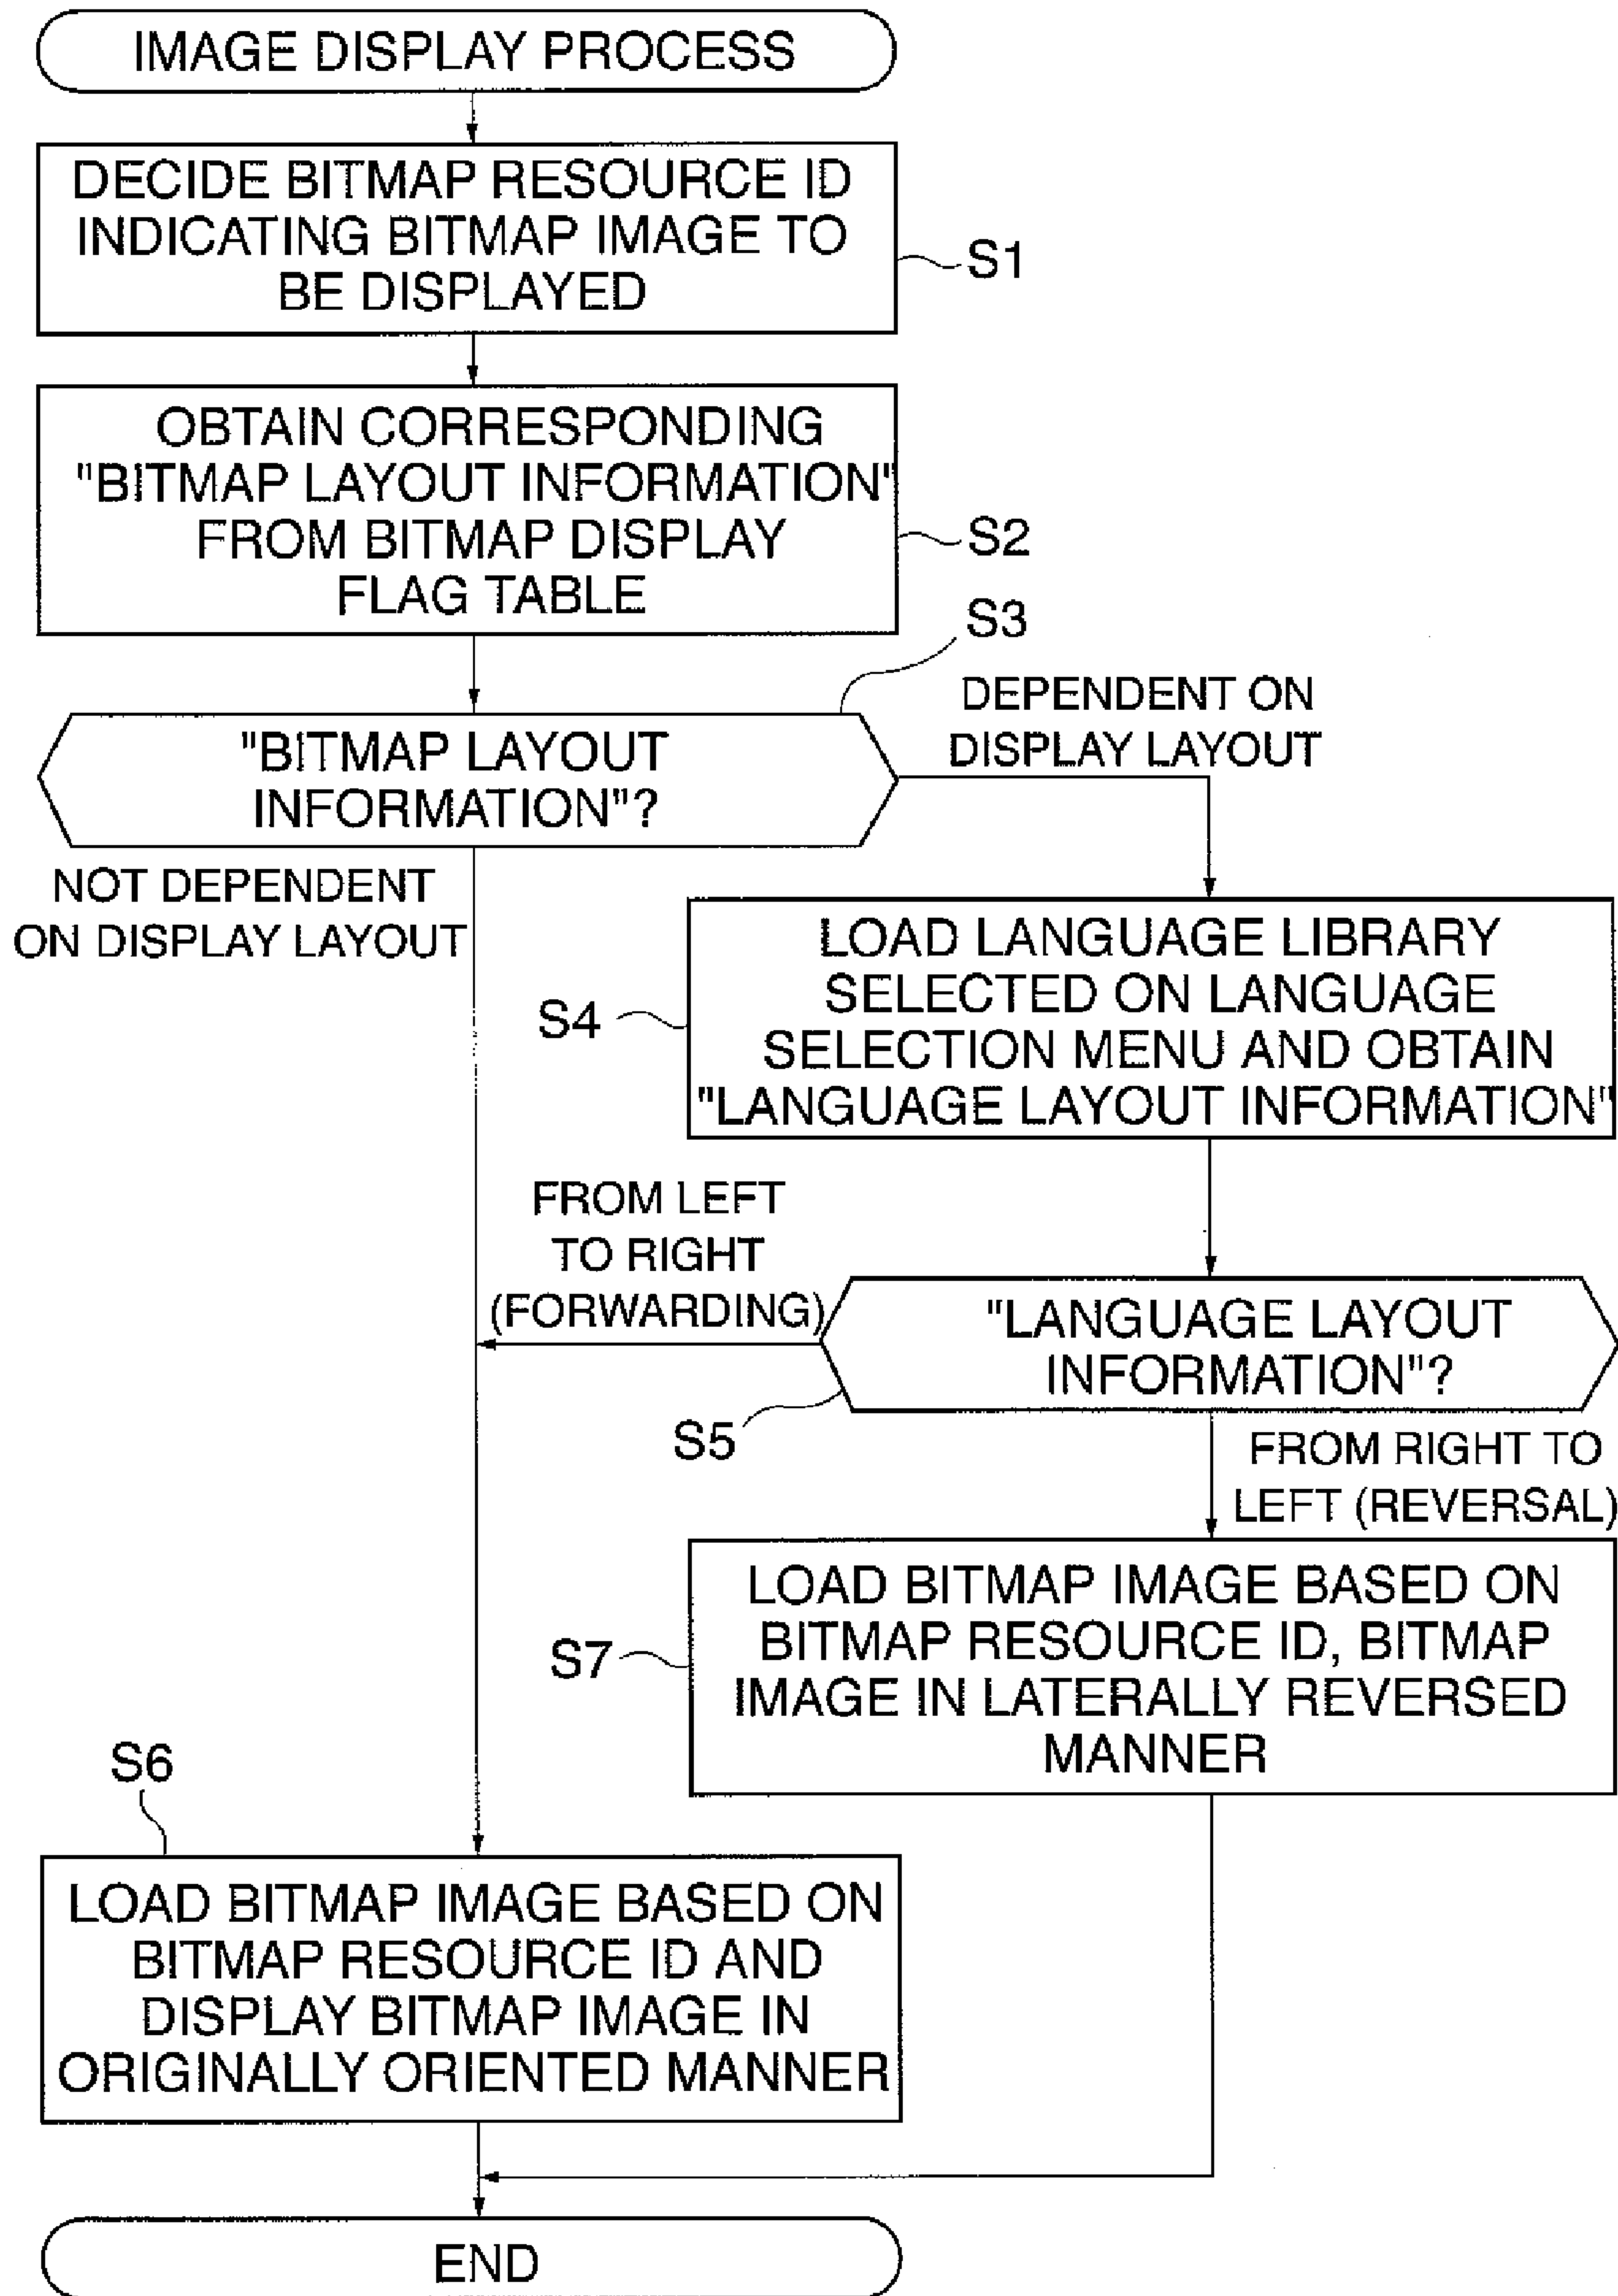 IMAGE DISPLAY PROCESS
DECIDE BITMAP RESOURCE ID
INDICATING BITMAP IMAGE TO
BE DISPLAYED
S1
OBTAIN CORRESPONDING
"BITMAP LAYOUT INFORMATION"
FROM BITMAP DISPLAY
FLAG TABLE
S2
S3
"BITMAP LAYOUT
INFORMATION"?
DEPENDENT ON
DISPLAY LAYOUT
NOT DEPENDENT
ON DISPLAY LAYOUT
LOAD LANGUAGE LIBRARY
SELECTED ON LANGUAGE
SELECTION MENU AND OBTAIN
"LANGUAGE LAYOUT INFORMATION"
S4
FROM LEFT
TO RIGHT
(FORWARDING)
"LANGUAGE LAYOUT
INFORMATION"?
S5
FROM RIGHT TO
LEFT (REVERSAL)
LOAD BITMAP IMAGE BASED ON
BITMAP RESOURCE ID, BITMAP
IMAGE IN LATERALLY REVERSED
MANNER
S7
S6
LOAD BITMAP IMAGE BASED ON
BITMAP RESOURCE ID AND
DISPLAY BITMAP IMAGE IN
ORIGINALLY ORIENTED MANNER
END